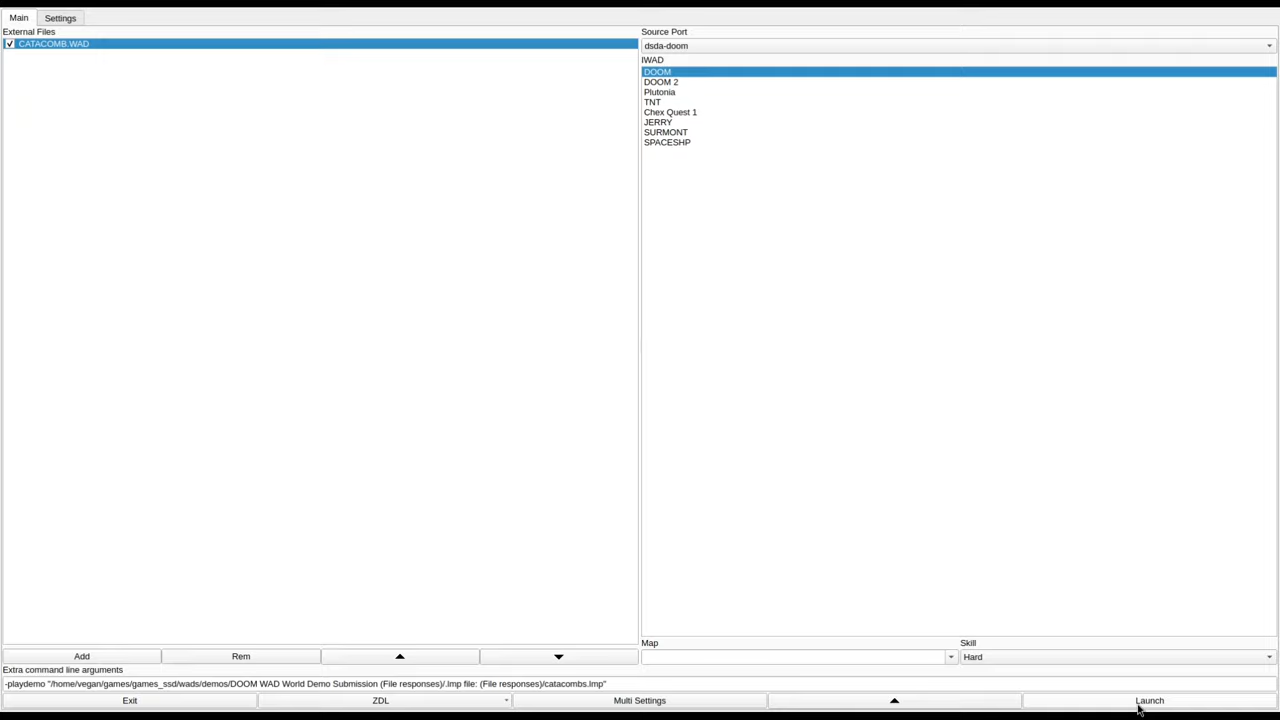 Main Settings
External Files
CATACOMB.WAD
Source Port
dsda-doom
IWAD
DOOM
DOOM 2
Plutonia
TNT
Chex Quest 1
JERRY
SURMONT
SPACESHP
Map
Skill
Hard
Add Rem
Extra command line arguments
-playdemo "/home/vegan/games/games_ssd/wads/demos/DOOM WAD World Demo Submission (File responses)/.lmp file: (File responses)/catacombs.lmp"
Exit ZDL Multi Settings Launch